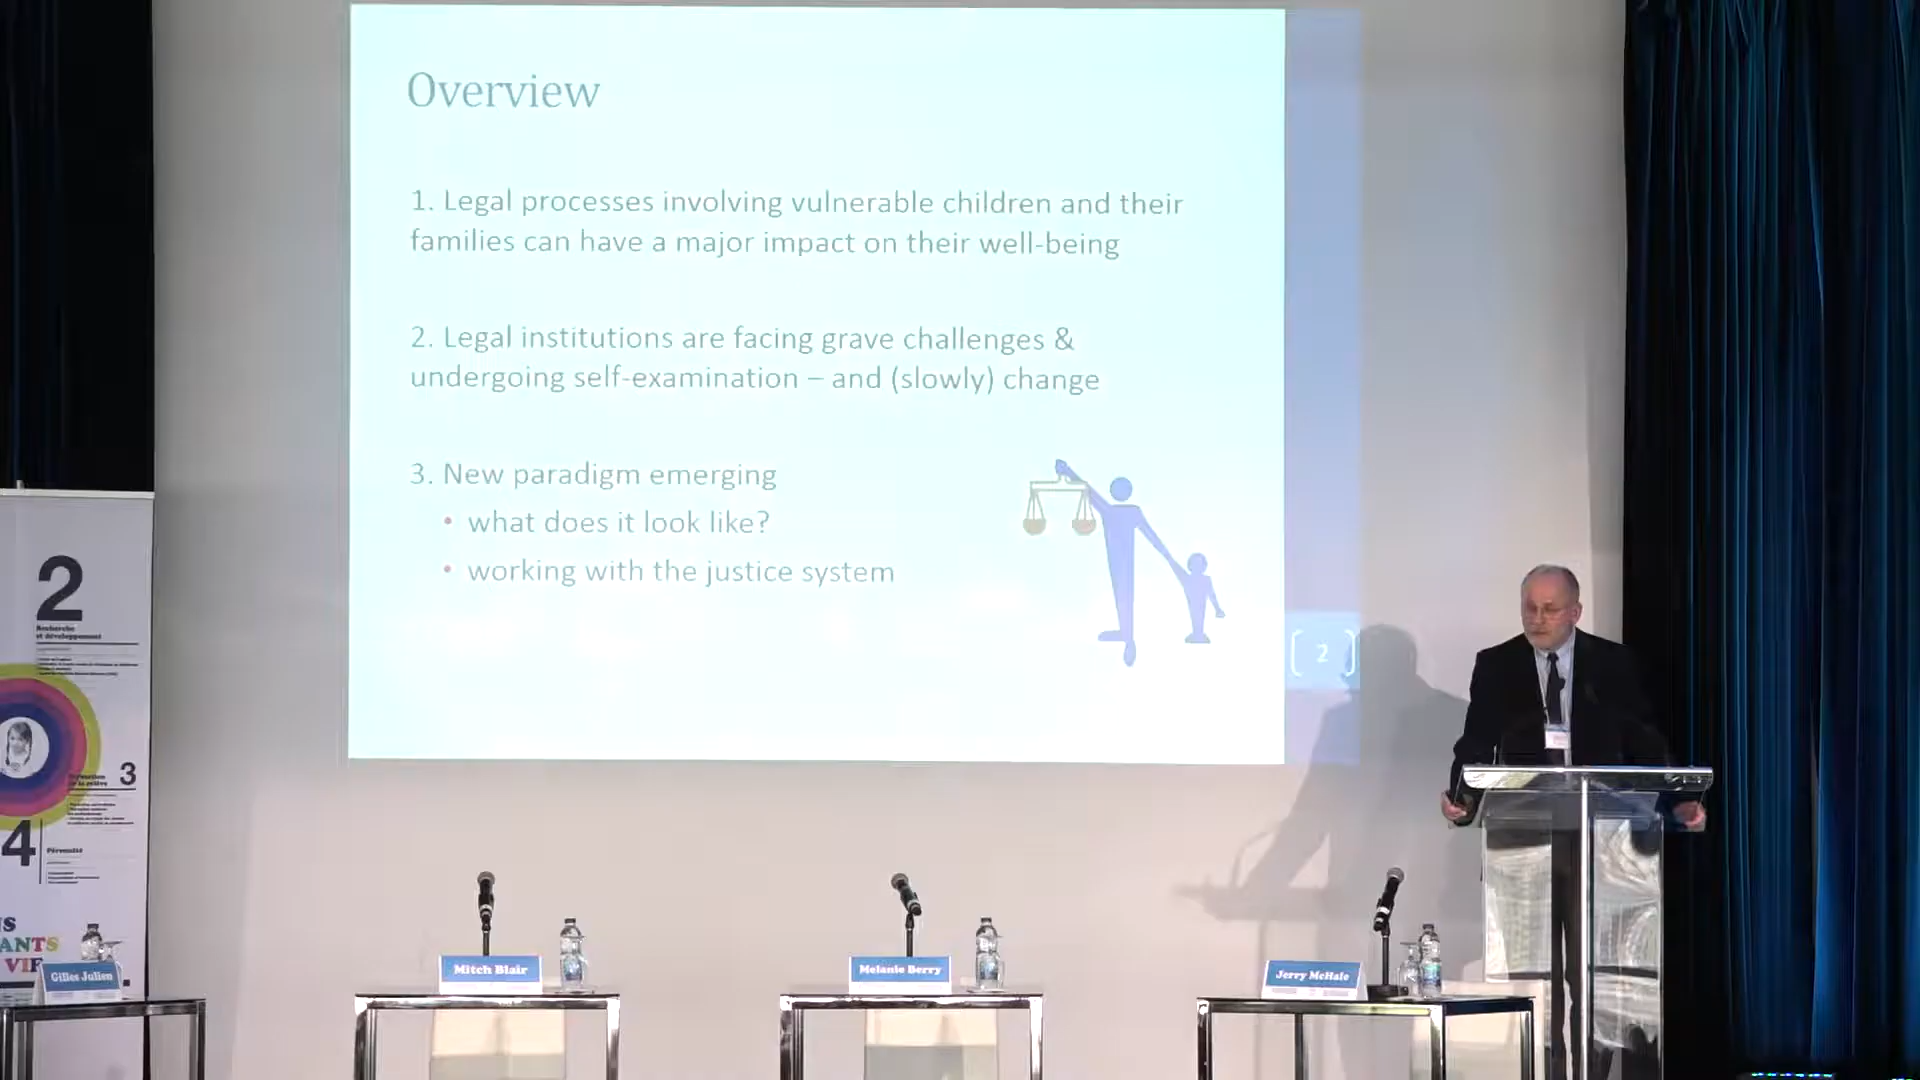 Overview
1. Legal processes involving vulnerable children and their
families can have a major impact on their well-being
2. Legal institutions are facing grave challenges &
undergoing self-examination – and (slowly) change
3. New paradigm emerging
• what does it look like?
• working with the justice system
2
2
Recherche
et développement
3
4
Pérennité
ANTS
VIE
Gilles Julien
Mitch Blair
Melanie Berry
Jerry McHale